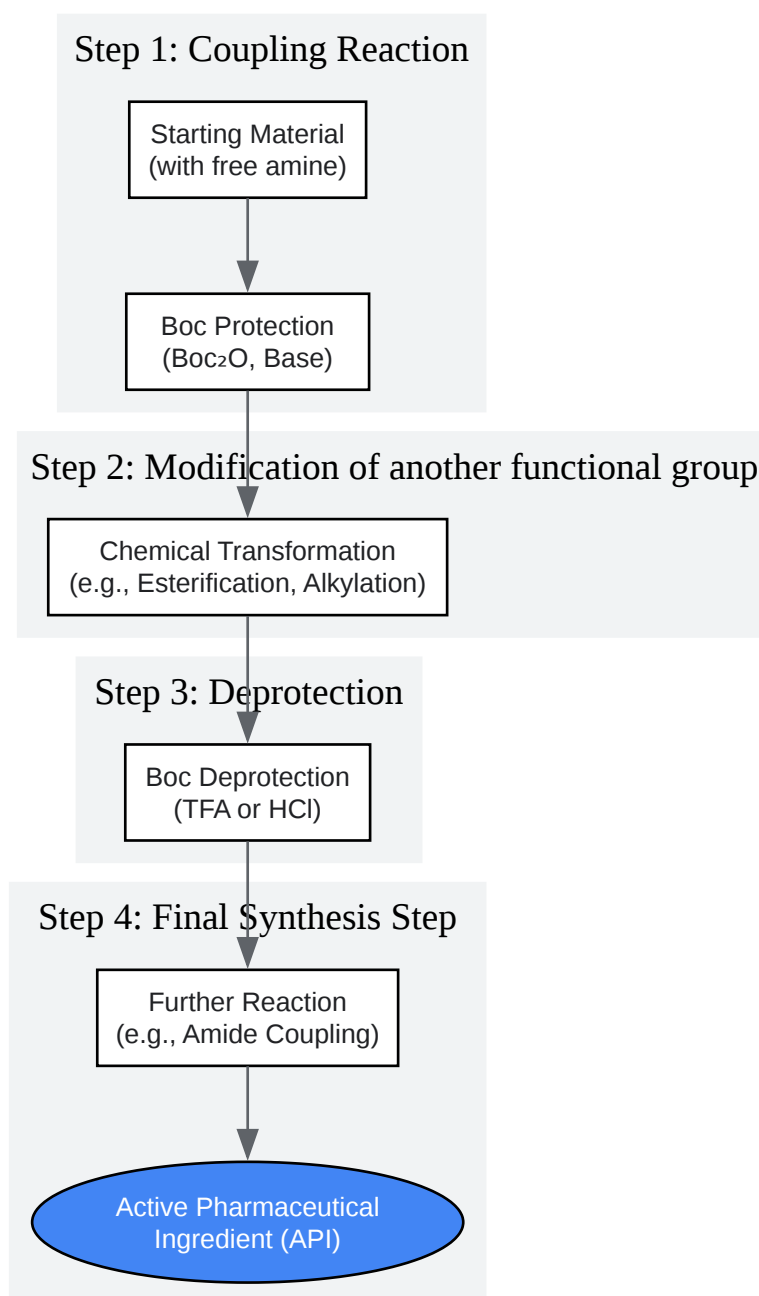 Step 1: Coupling Reaction
Starting Material
(with free amine)
Boc Protection
(Boc₂O, Base)
Step 2: Modification of another functional group
Chemical Transformation
(e.g., Esterification, Alkylation)
Step 3: Deprotection
Boc Deprotection
(TFA or HCl)
Step 4: Final Synthesis Step
Further Reaction
(e.g., Amide Coupling)
Active Pharmaceutical
Ingredient (API)